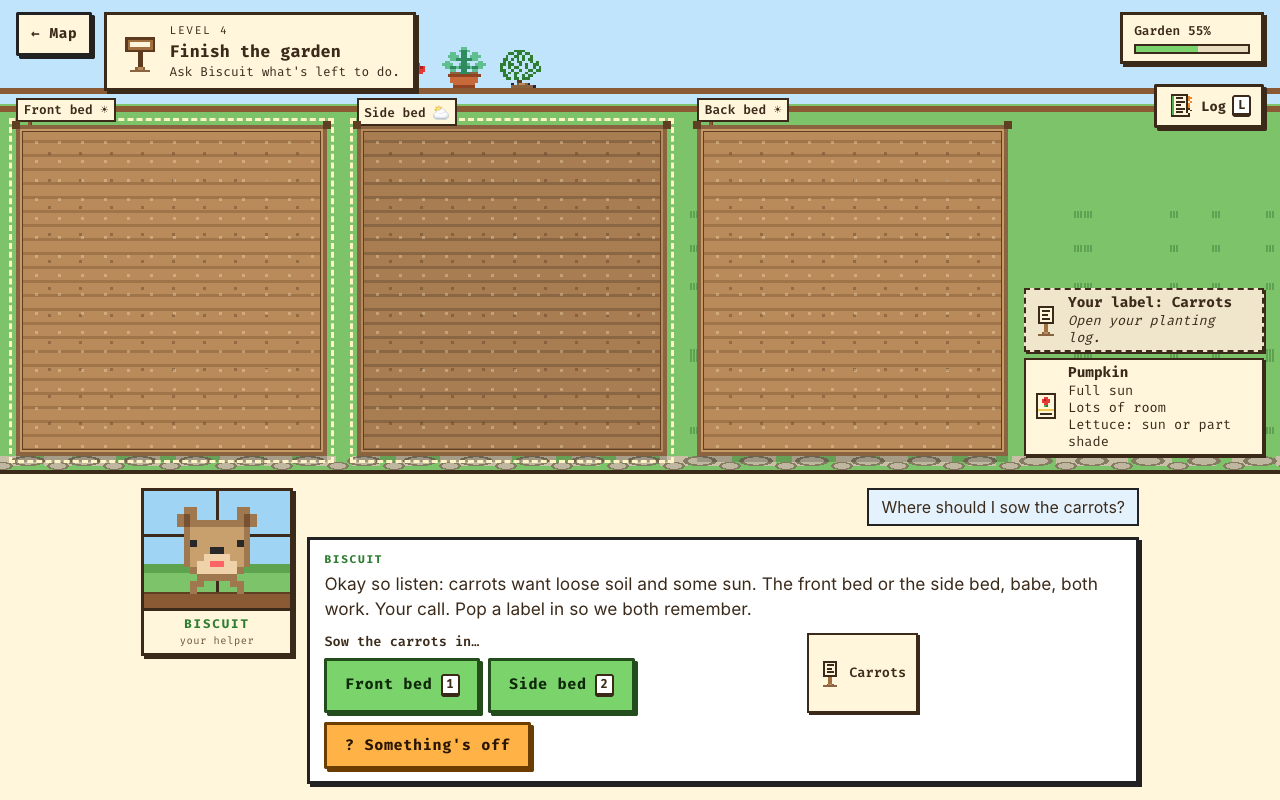 ← Map
LEVEL 4
Finish the garden
Ask Biscuit what's left to do.
Garden 55%
Log L
Front bed ☀
Side bed ⛅
Back bed ☀
Your label: Carrots
Open your planting
log.
Pumpkin
Full sun
Lots of room
Lettuce: sun or part
shade
Where should I sow the carrots?
BISCUIT
your helper
BISCUIT
Okay so listen: carrots want loose soil and some sun. The front bed or the side bed, babe, both
work. Your call. Pop a label in so we both remember.
Sow the carrots in…
Front bed 1
Side bed 2
Carrots
? Something's off